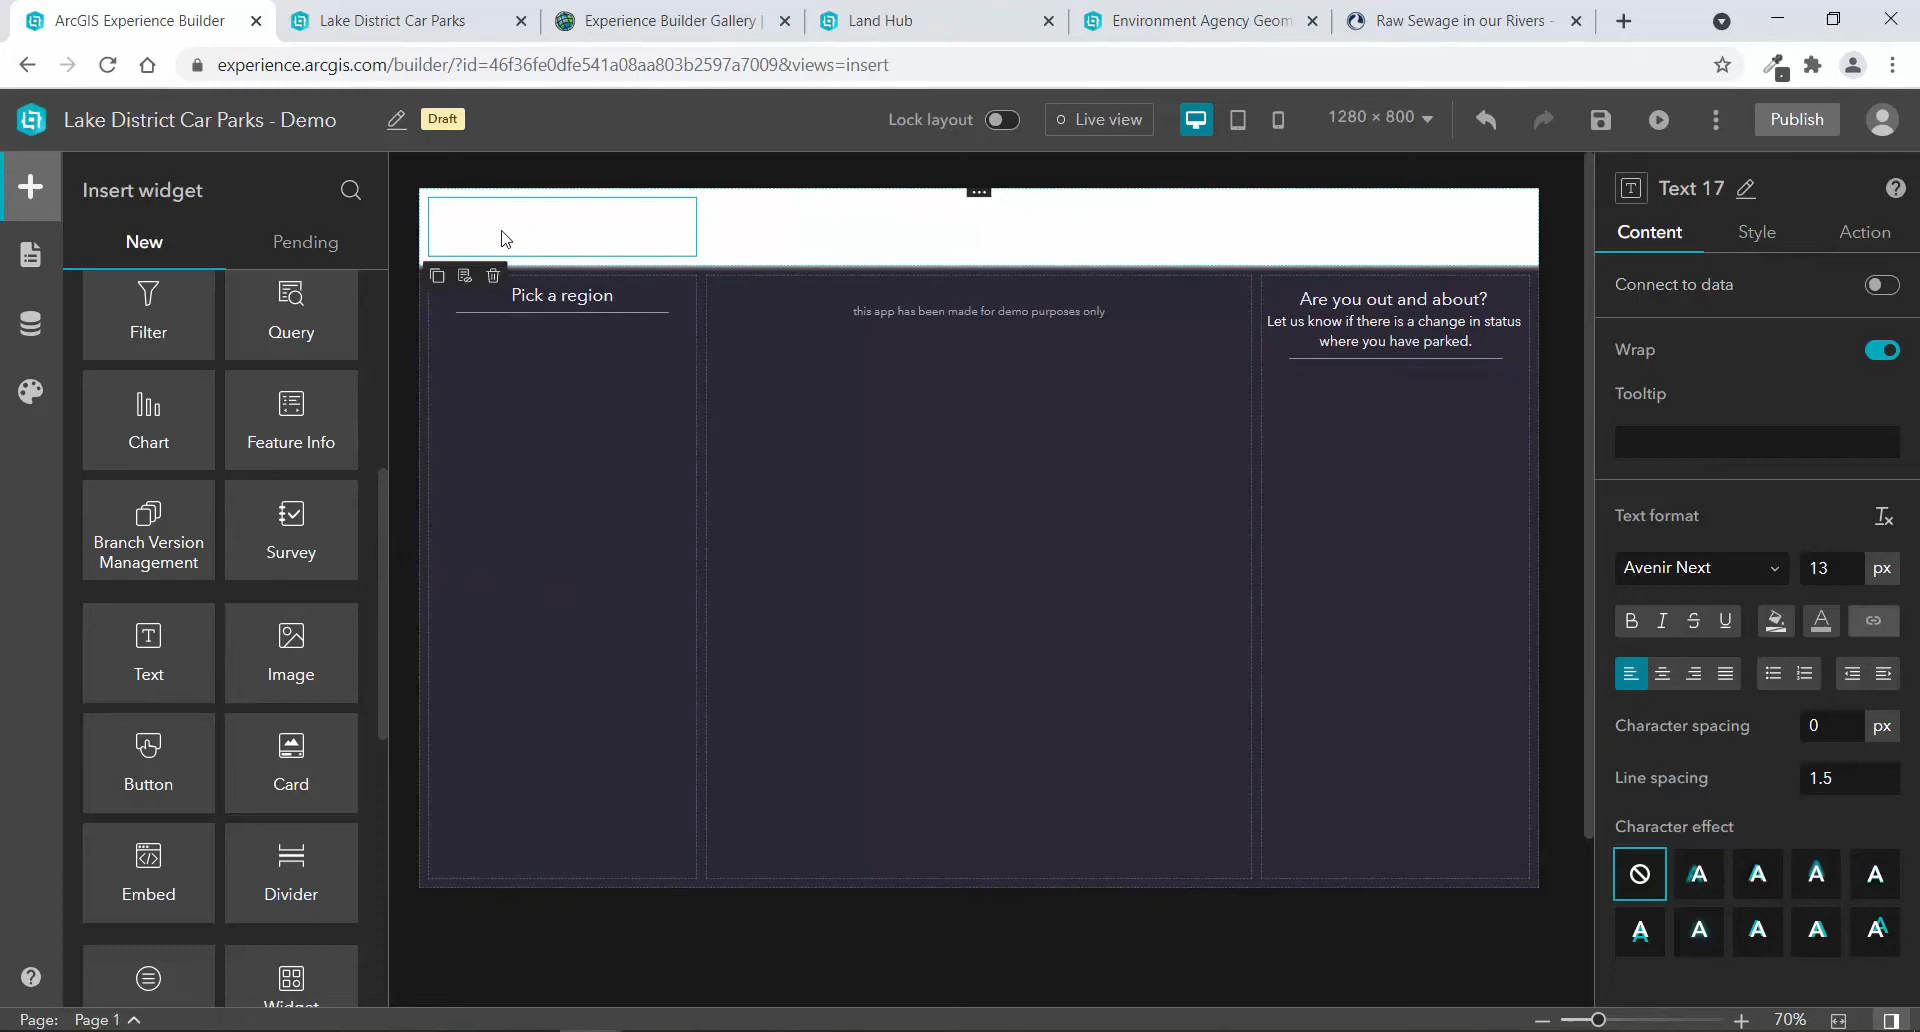 ArcGIS Experience Builder
Lake District Car Parks
Experience Builder Gallery |
Land Hub
Environment Agency Geom
Raw Sewage in our Rivers -
experience.arcgis.com/builder/?id=46f36fe0dfe541a08aa803b2597a7009&views=insert
Lake District Car Parks - Demo
Draft
Lock layout
Live view
1280 × 800
Publish
Insert widget
New
Pending
Filter
Query
Chart
Feature Info
Branch Version
Management
Survey
Text
Image
Button
Card
Embed
Divider
Widget
Pick a region
this app has been made for demo purposes only
Are you out and about?
Let us know if there is a change in status
where you have parked.
Text 17
Content
Style
Action
Connect to data
Wrap
Tooltip
Text format
Avenir Next
13
px
B I S U
A
Character spacing
0
px
Line spacing
1.5
Character effect
A A A A
A A A A A
Page: Page 1
70%